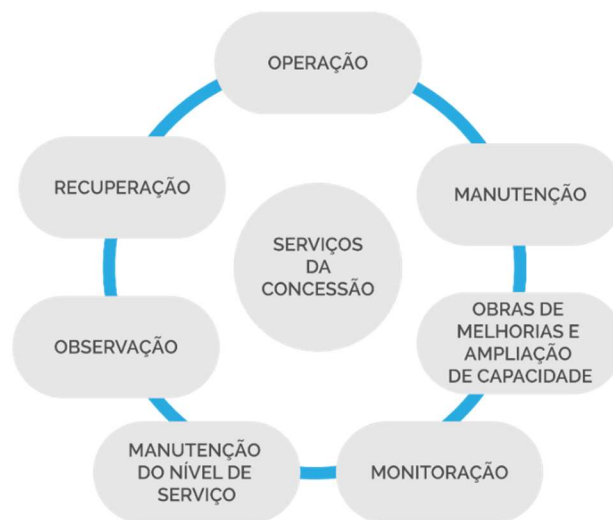 OPERAÇÃO
RECUPERAÇÃO
MANUTENÇÃO
SERVIÇOS
DA
CONCESSÃO
OBSERVAÇÃO
OBRAS DE
MELHORIAS E
AMPLIAÇÃO
DE CAPACIDADE
MANUTENÇÃO
DO NÍVEL DE
SERVIÇO
MONITORAÇÃO